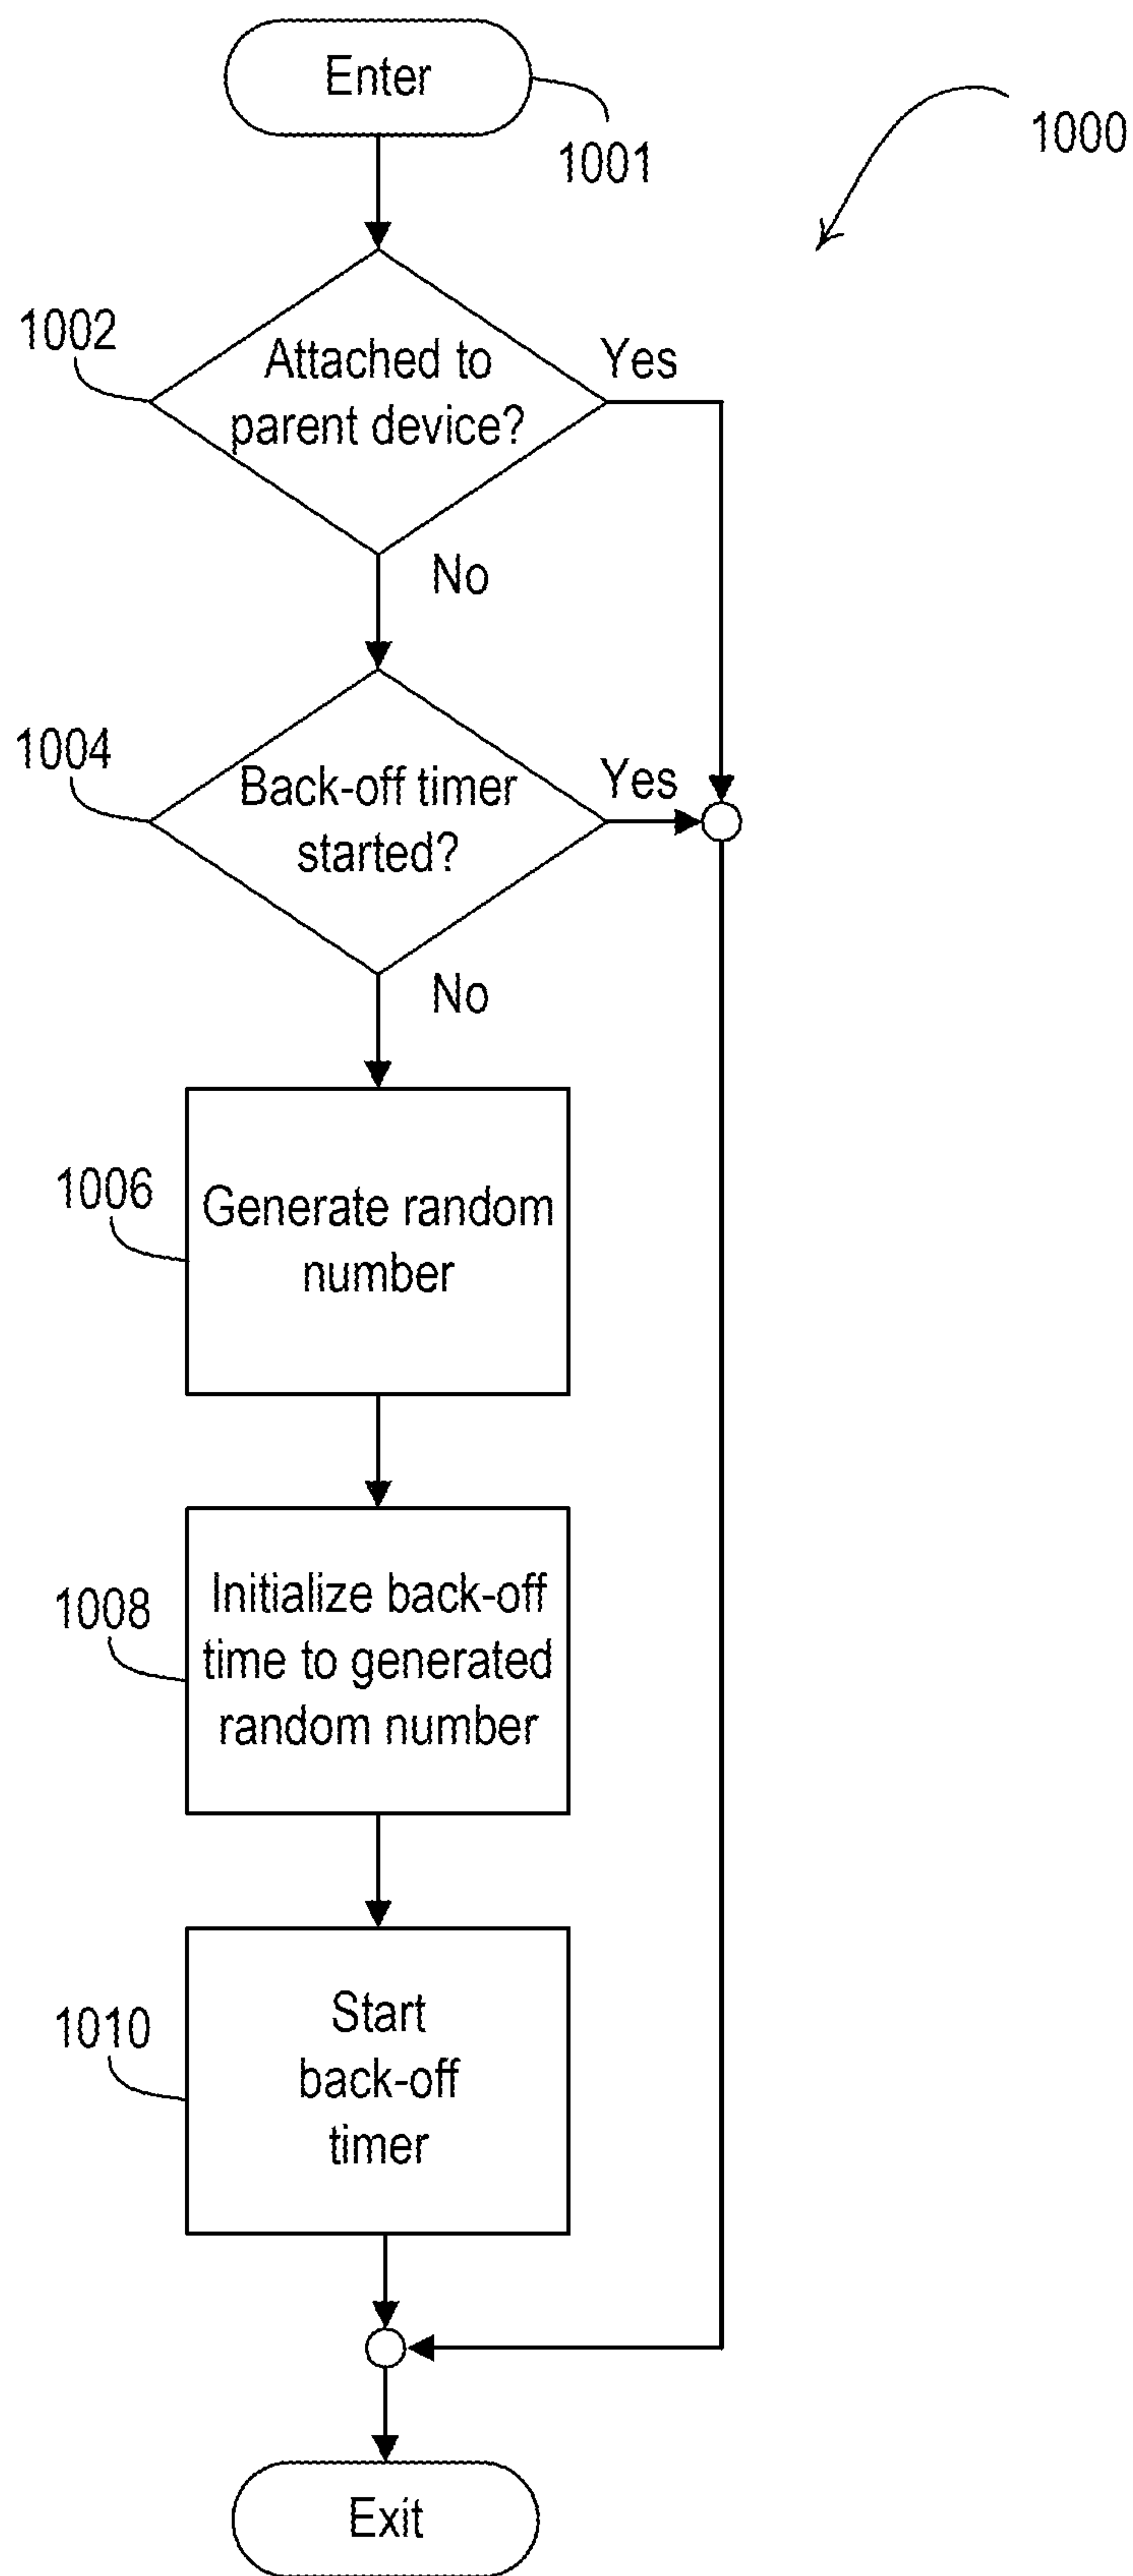 Enter
1001
1000
1002
Attached to
parent device?
Yes
No
1004
Back-off timer
started?
Yes
No
1006
Generate random
number
1008
Initialize back-off
time to generated
random number
1010
Start
back-off
timer
Exit